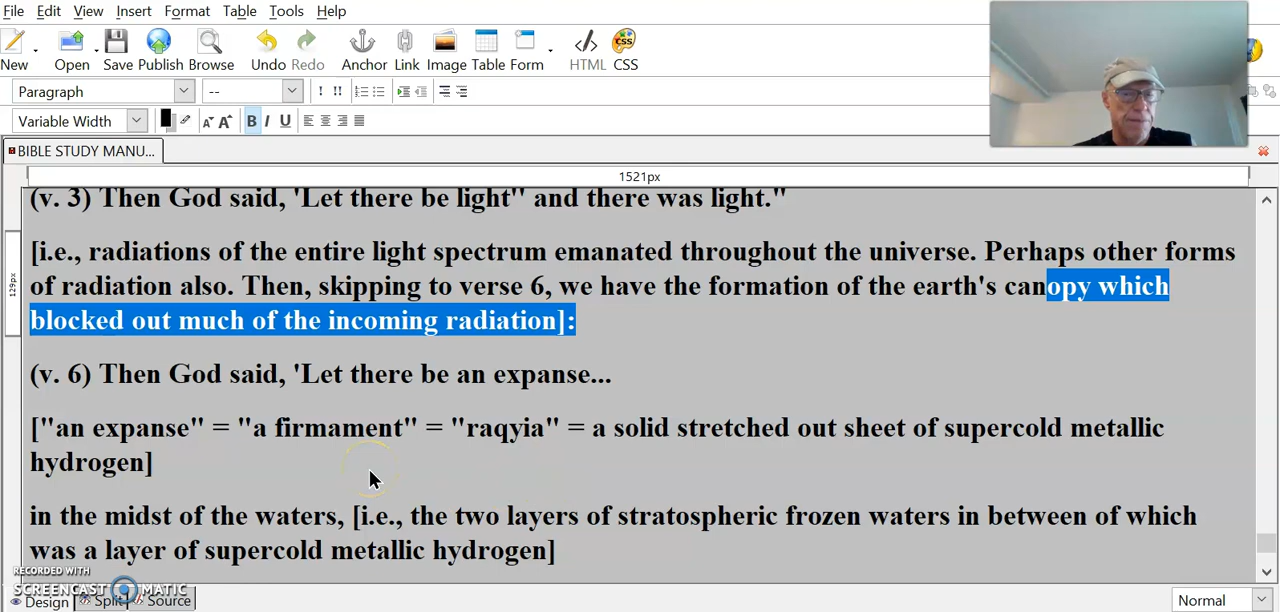 File Edit View Insert Format Table Tools Help
New Open Save Publish Browse Undo Redo Anchor Link Image Table Form HTML CSS
Paragraph -- ! !!
Variable Width B I U
BIBLE STUDY MANU...
1521px
129px
(v. 3) Then God said, 'Let there be light" and there was light."
[i.e., radiations of the entire light spectrum emanated throughout the universe. Perhaps other forms
of radiation also. Then, skipping to verse 6, we have the formation of the earth's canopy which
blocked out much of the incoming radiation]:
(v. 6) Then God said, 'Let there be an expanse...
["an expanse" = "a firmament" = "raqyia" = a solid stretched out sheet of supercold metallic
hydrogen]
in the midst of the waters, [i.e., the two layers of stratospheric frozen waters in between of which
was a layer of supercold metallic hydrogen]
RECORDED WITH
SCREENCAST MATIC
Design Split Source
Normal